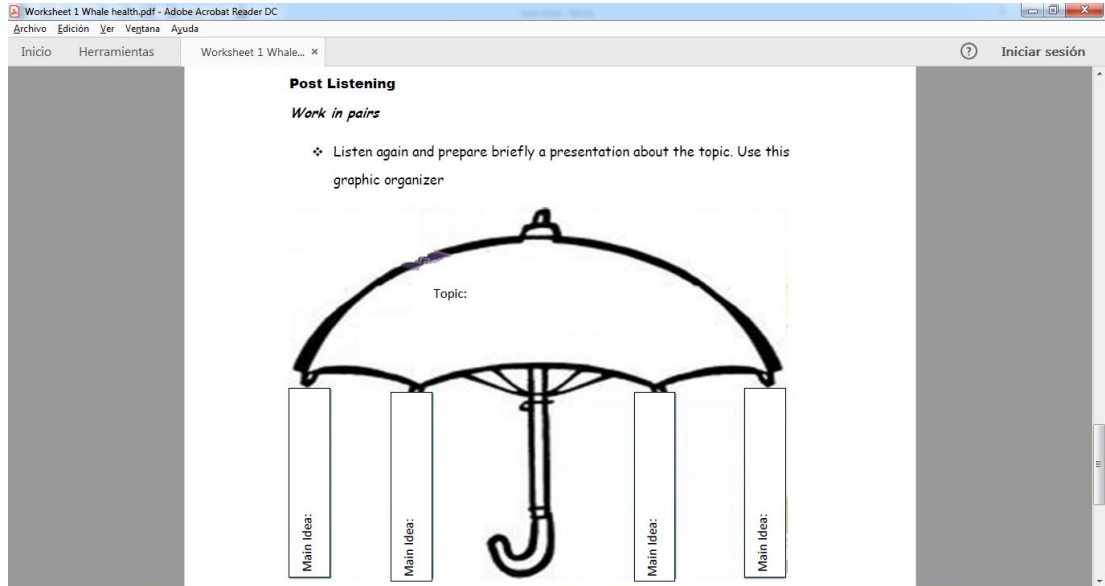 Worksheet 1 Whale health.pdf - Adobe Acrobat Reader DC
Archivo Edición Ver Ventana Ayuda
Inicio Herramientas Worksheet 1 Whale... × ? Iniciar sesión
Post Listening
Work in pairs
❖ Listen again and prepare briefly a presentation about the topic. Use this
graphic organizer
Topic:
Main Idea:
Main Idea:
Main Idea:
Main Idea: